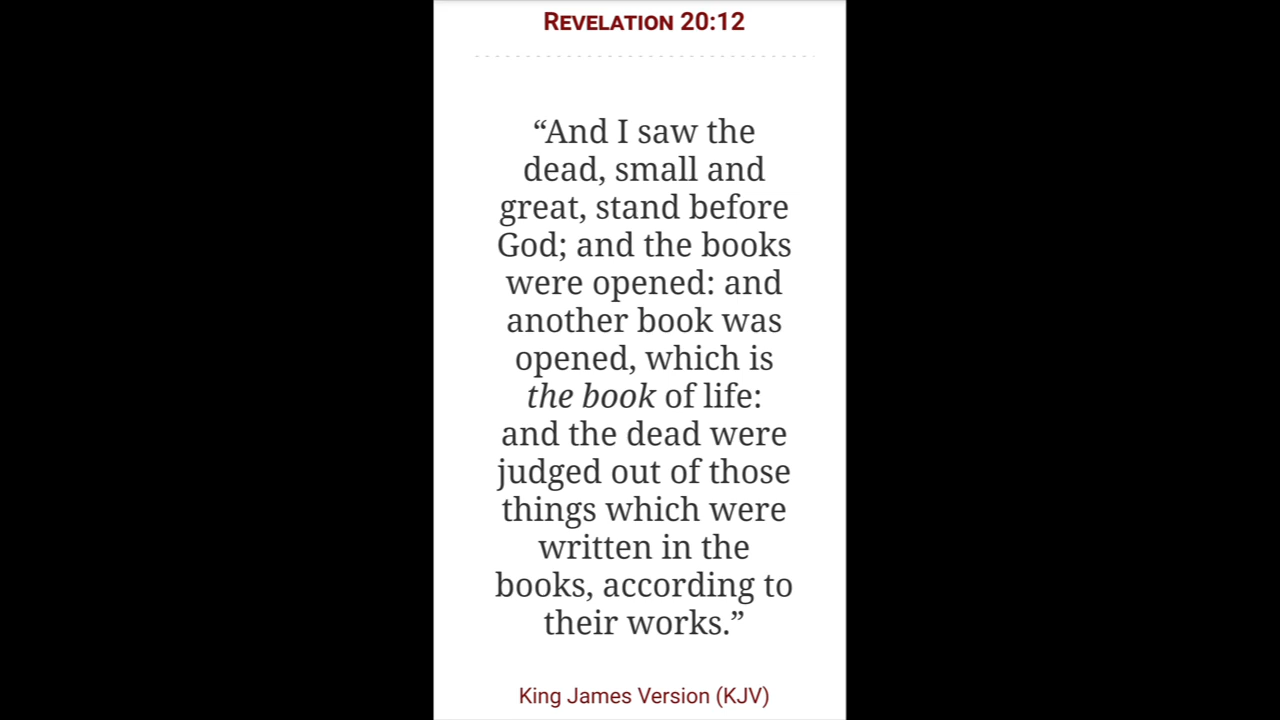 Revelation 20:12
“And I saw the
dead, small and
great, stand before
God; and the books
were opened: and
another book was
opened, which is
the book of life:
and the dead were
judged out of those
things which were
written in the
books, according to
their works.”
King James Version (KJV)